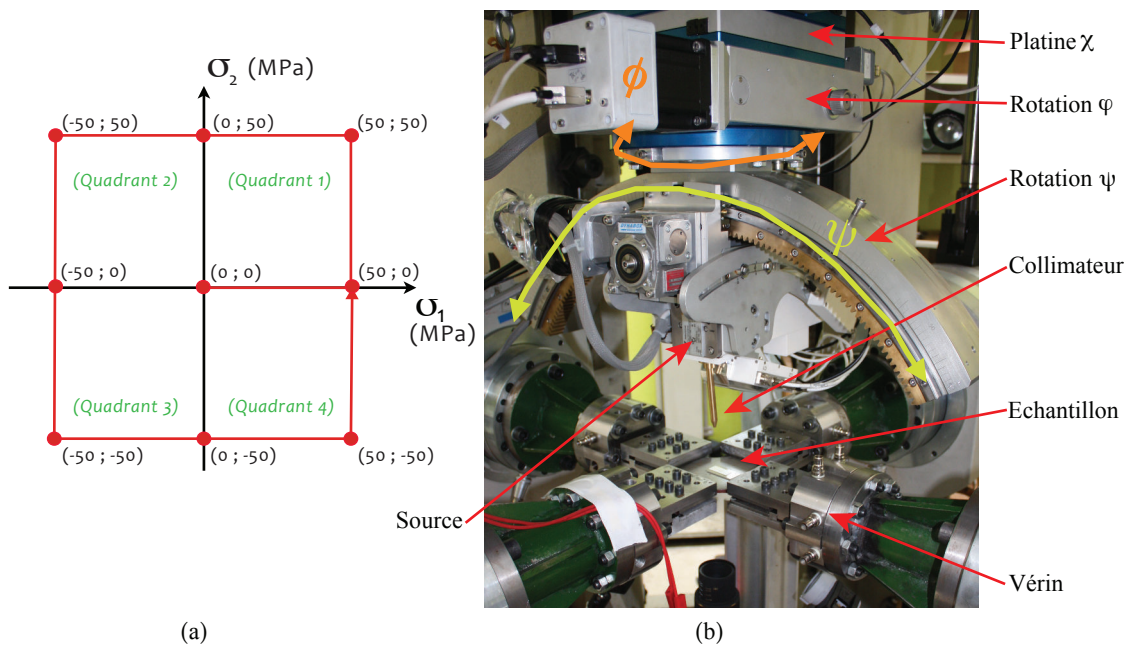 σ₂ (MPa)
(-50 ; 50)
(0 ; 50)
(50 ; 50)
(Quadrant 2)
(Quadrant 1)
(-50 ; 0)
(0 ; 0)
(50 ; 0)
σ₁
(MPa)
(Quadrant 3)
(Quadrant 4)
(-50 ; -50)
(0 ; -50)
(50 ; -50)
(a)
ϕ
ψ
Platine χ
Rotation φ
Rotation ψ
Collimateur
Echantillon
Source
Vérin
(b)